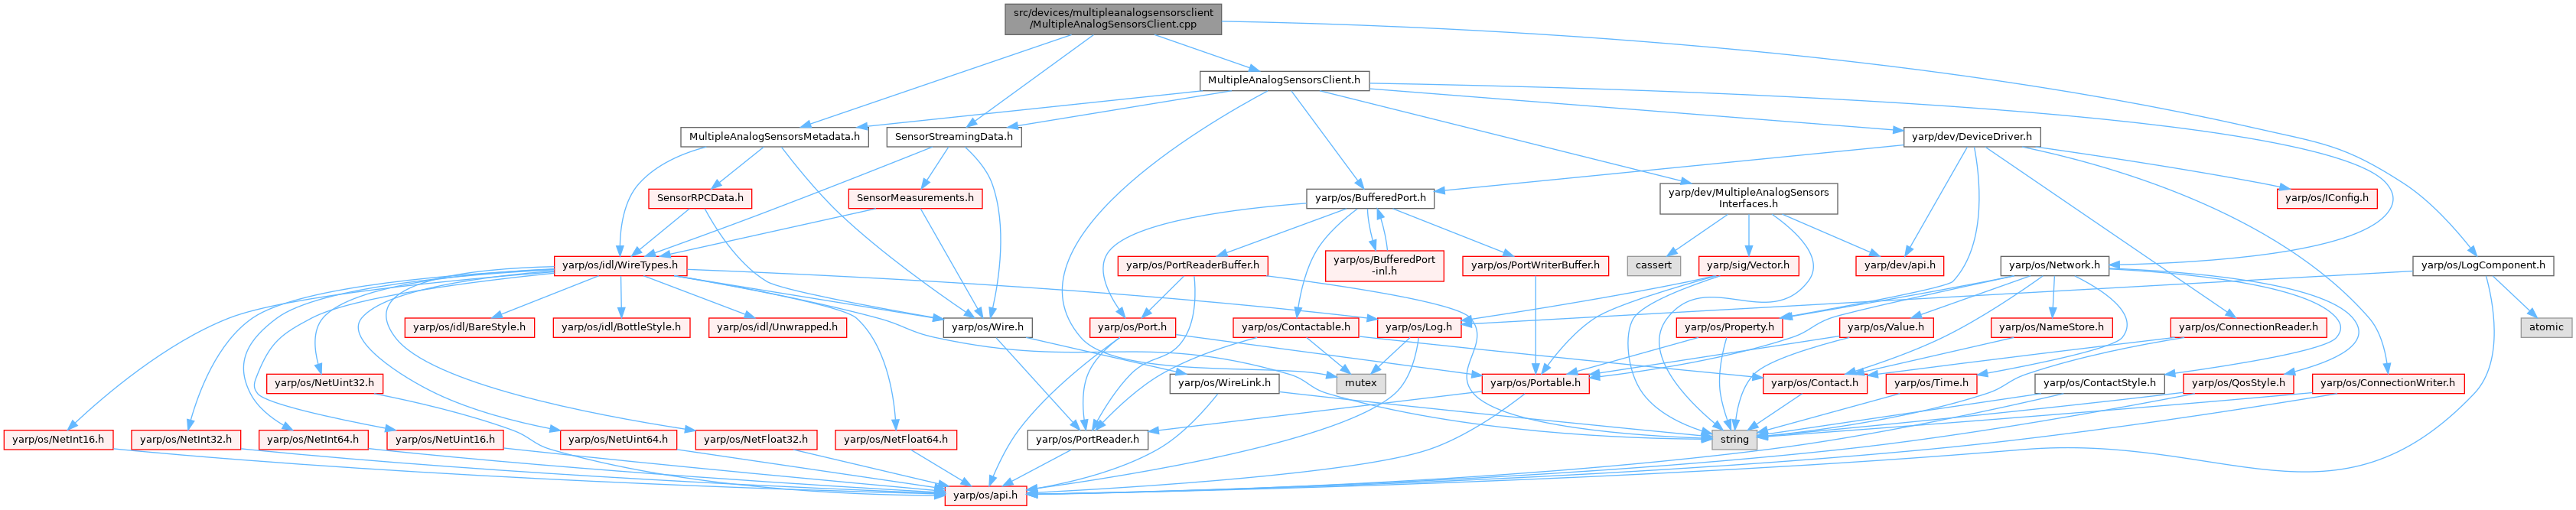 src/devices/multipleanalogsensorsclient
/MultipleAnalogSensorsClient.cpp
MultipleAnalogSensorsClient.h
MultipleAnalogSensorsMetadata.h
SensorStreamingData.h
yarp/dev/DeviceDriver.h
SensorRPCData.h
SensorMeasurements.h
yarp/os/BufferedPort.h
yarp/dev/MultipleAnalogSensors
Interfaces.h
yarp/os/IConfig.h
yarp/os/idl/WireTypes.h
yarp/os/PortReaderBuffer.h
yarp/os/BufferedPort
-inl.h
yarp/os/PortWriterBuffer.h
cassert
yarp/sig/Vector.h
yarp/dev/api.h
yarp/os/Network.h
yarp/os/LogComponent.h
yarp/os/idl/BareStyle.h
yarp/os/idl/BottleStyle.h
yarp/os/idl/Unwrapped.h
yarp/os/Wire.h
yarp/os/Port.h
yarp/os/Contactable.h
yarp/os/Log.h
yarp/os/Property.h
yarp/os/Value.h
yarp/os/NameStore.h
yarp/os/ConnectionReader.h
atomic
yarp/os/NetUint32.h
yarp/os/WireLink.h
mutex
yarp/os/Portable.h
yarp/os/Contact.h
yarp/os/Time.h
yarp/os/ContactStyle.h
yarp/os/QosStyle.h
yarp/os/ConnectionWriter.h
yarp/os/NetInt16.h
yarp/os/NetInt32.h
yarp/os/NetInt64.h
yarp/os/NetUint16.h
yarp/os/NetUint64.h
yarp/os/NetFloat32.h
yarp/os/NetFloat64.h
yarp/os/PortReader.h
string
yarp/os/api.h